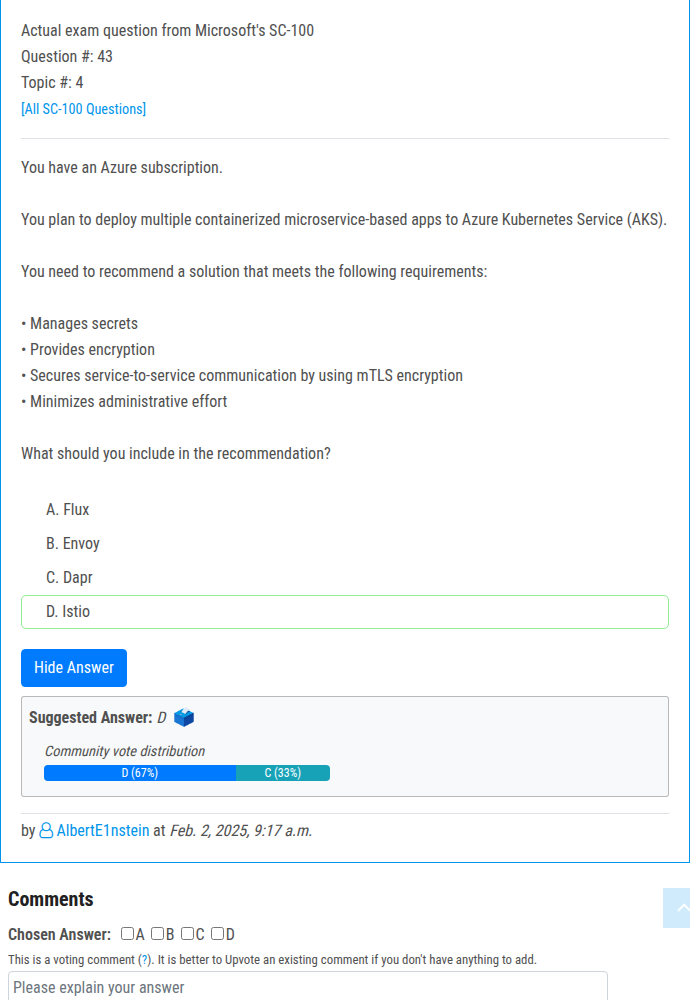 Actual exam question from Microsoft's SC-100
Question #: 43
Topic #: 4
[All SC-100 Questions]
You have an Azure subscription.
You plan to deploy multiple containerized microservice-based apps to Azure Kubernetes Service (AKS).
You need to recommend a solution that meets the following requirements:
• Manages secrets
• Provides encryption
• Secures service-to-service communication by using mTLS encryption
• Minimizes administrative effort
What should you include in the recommendation?
A. Flux
B. Envoy
C. Dapr
D. Istio
Hide Answer
Suggested Answer: D
Community vote distribution
D (67%) C (33%)
by AlbertE1nstein at Feb. 2, 2025, 9:17 a.m.
Comments
Chosen Answer: A B C D
This is a voting comment (?). It is better to Upvote an existing comment if you don't have anything to add.
Please explain your answer